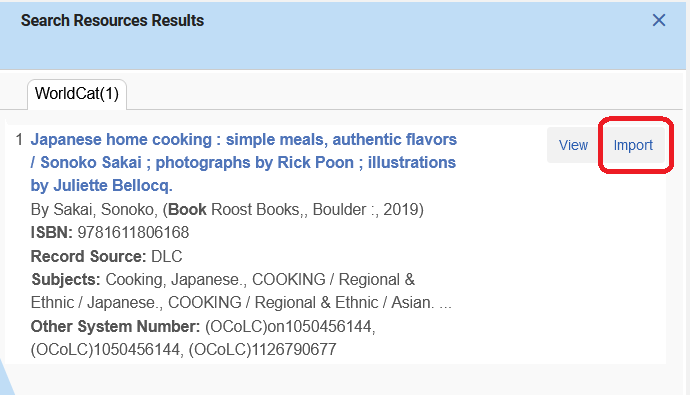 Search Resources Results
WorldCat(1)
1 Japanese home cooking : simple meals, authentic flavors
/ Sonoko Sakai ; photographs by Rick Poon ; illustrations
by Juliette Bellocq.
View Import
By Sakai, Sonoko, (Book Roost Books,, Boulder :, 2019)
ISBN: 9781611806168
Record Source: DLC
Subjects: Cooking, Japanese., COOKING / Regional &
Ethnic / Japanese., COOKING / Regional & Ethnic / Asian. ...
Other System Number: (OCoLC)on1050456144,
(OCoLC)1050456144, (OCoLC)1126790677